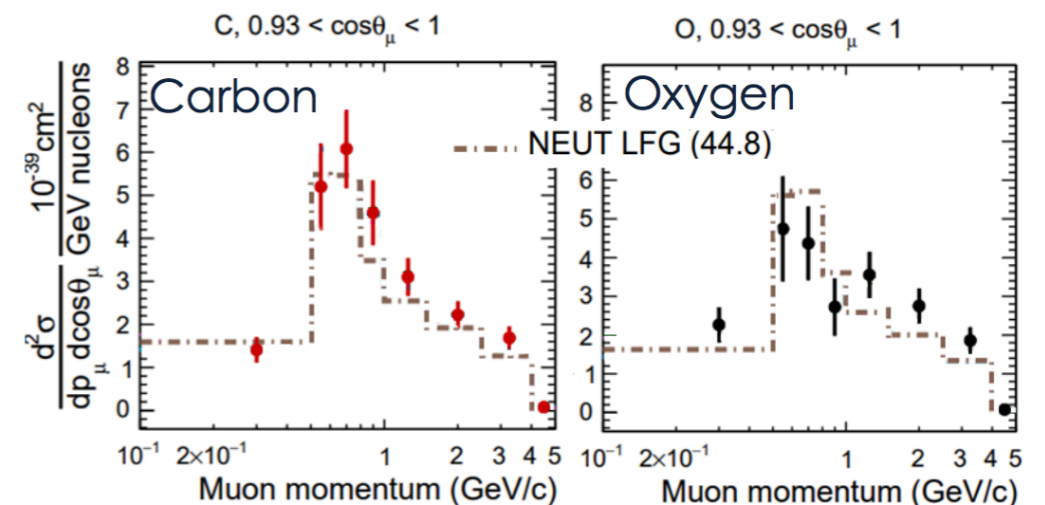 C, 0.93 < cosθμ < 1
O, 0.93 < cosθμ < 1
Carbon
Oxygen
NEUT LFG (44.8)
d²σ
dpμ dcosθμ
10⁻³⁹ cm²
GeV nucleons
8
7
6
5
4
3
2
1
0
8
6
5
4
3
2
1
0
10⁻¹ 2×10⁻¹ 1 2 3 4 5
10⁻¹ 2×10⁻¹ 1 2 3 4 5
Muon momentum (GeV/c)
Muon momentum (GeV/c)